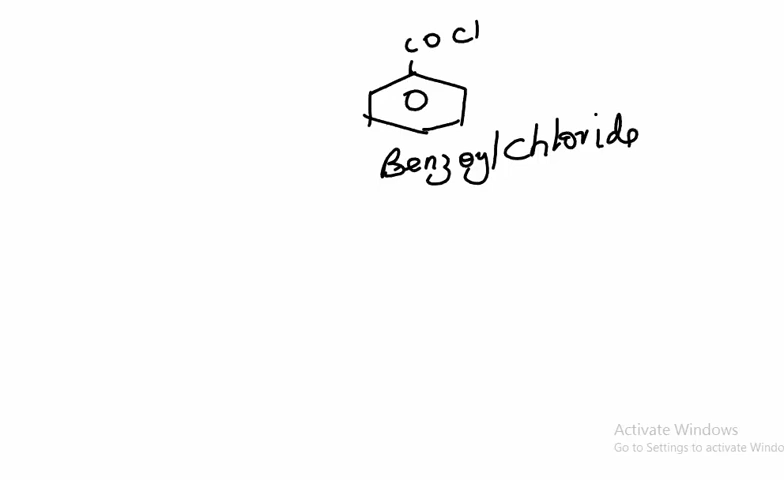 COCl
Benzoylchloride
Activate Windows
Go to Settings to activate Windo